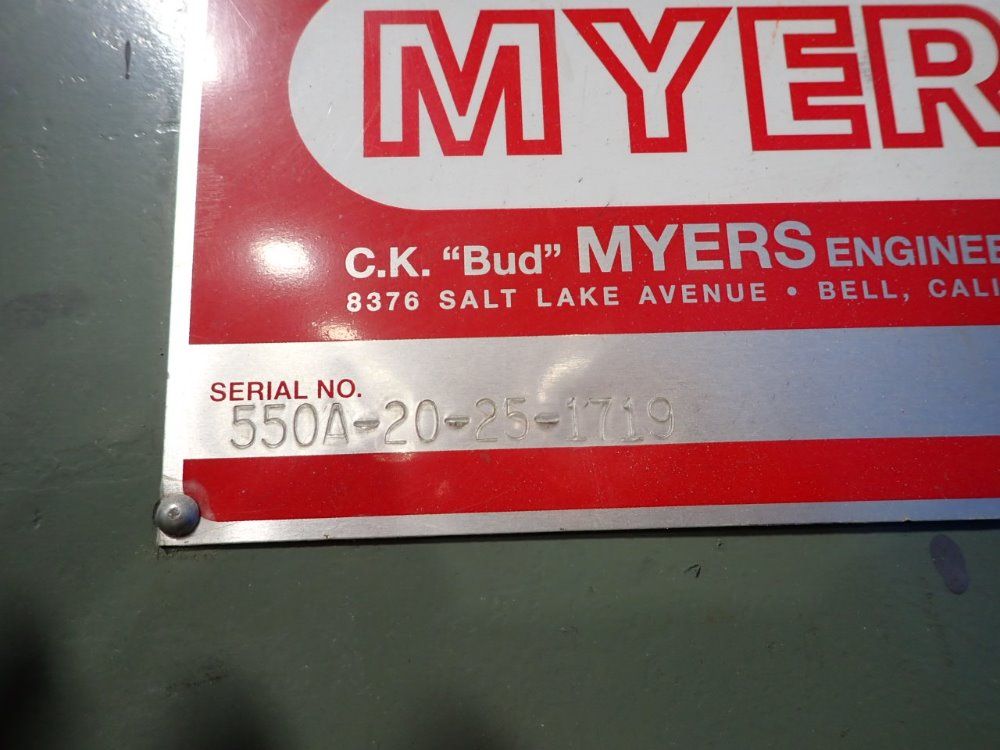 MYER
C.K. “Bud” MYERS ENGINEE
8376 SALT LAKE AVENUE • BELL, CALI
SERIAL NO.
550A-20-25-1719